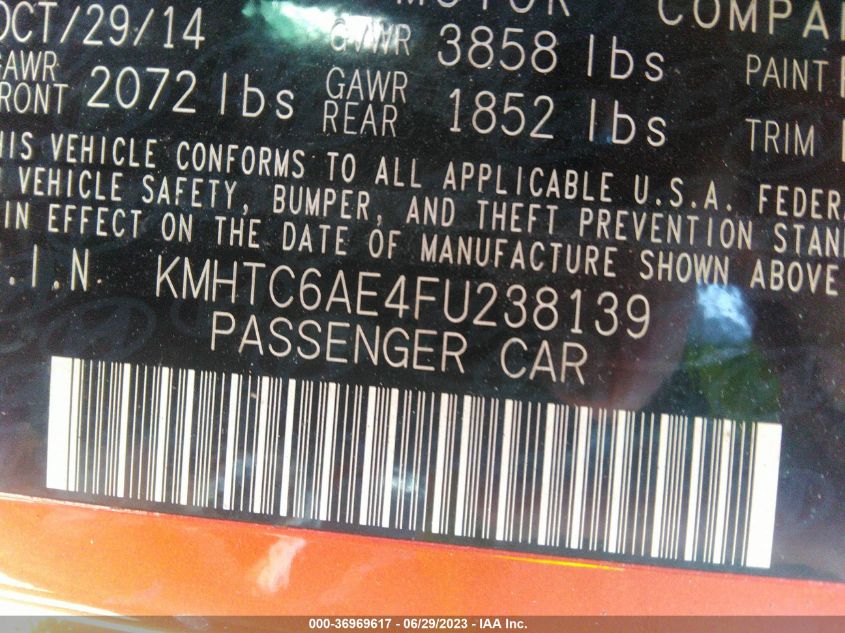 MOTOR COMPA
OCT/29/14 GVWR 3858 lbs PAINT
GAWR FRONT 2072 lbs GAWR REAR 1852 lbs TRIM
HIS VEHICLE CONFORMS TO ALL APPLICABLE U.S.A. FEDERA
VEHICLE SAFETY, BUMPER, AND THEFT PREVENTION STAN
IN EFFECT ON THE DATE OF MANUFACTURE SHOWN ABOVE
.I.N. KMHTC6AE4FU238139
PASSENGER CAR
000-36969617 - 06/29/2023 - IAA Inc.